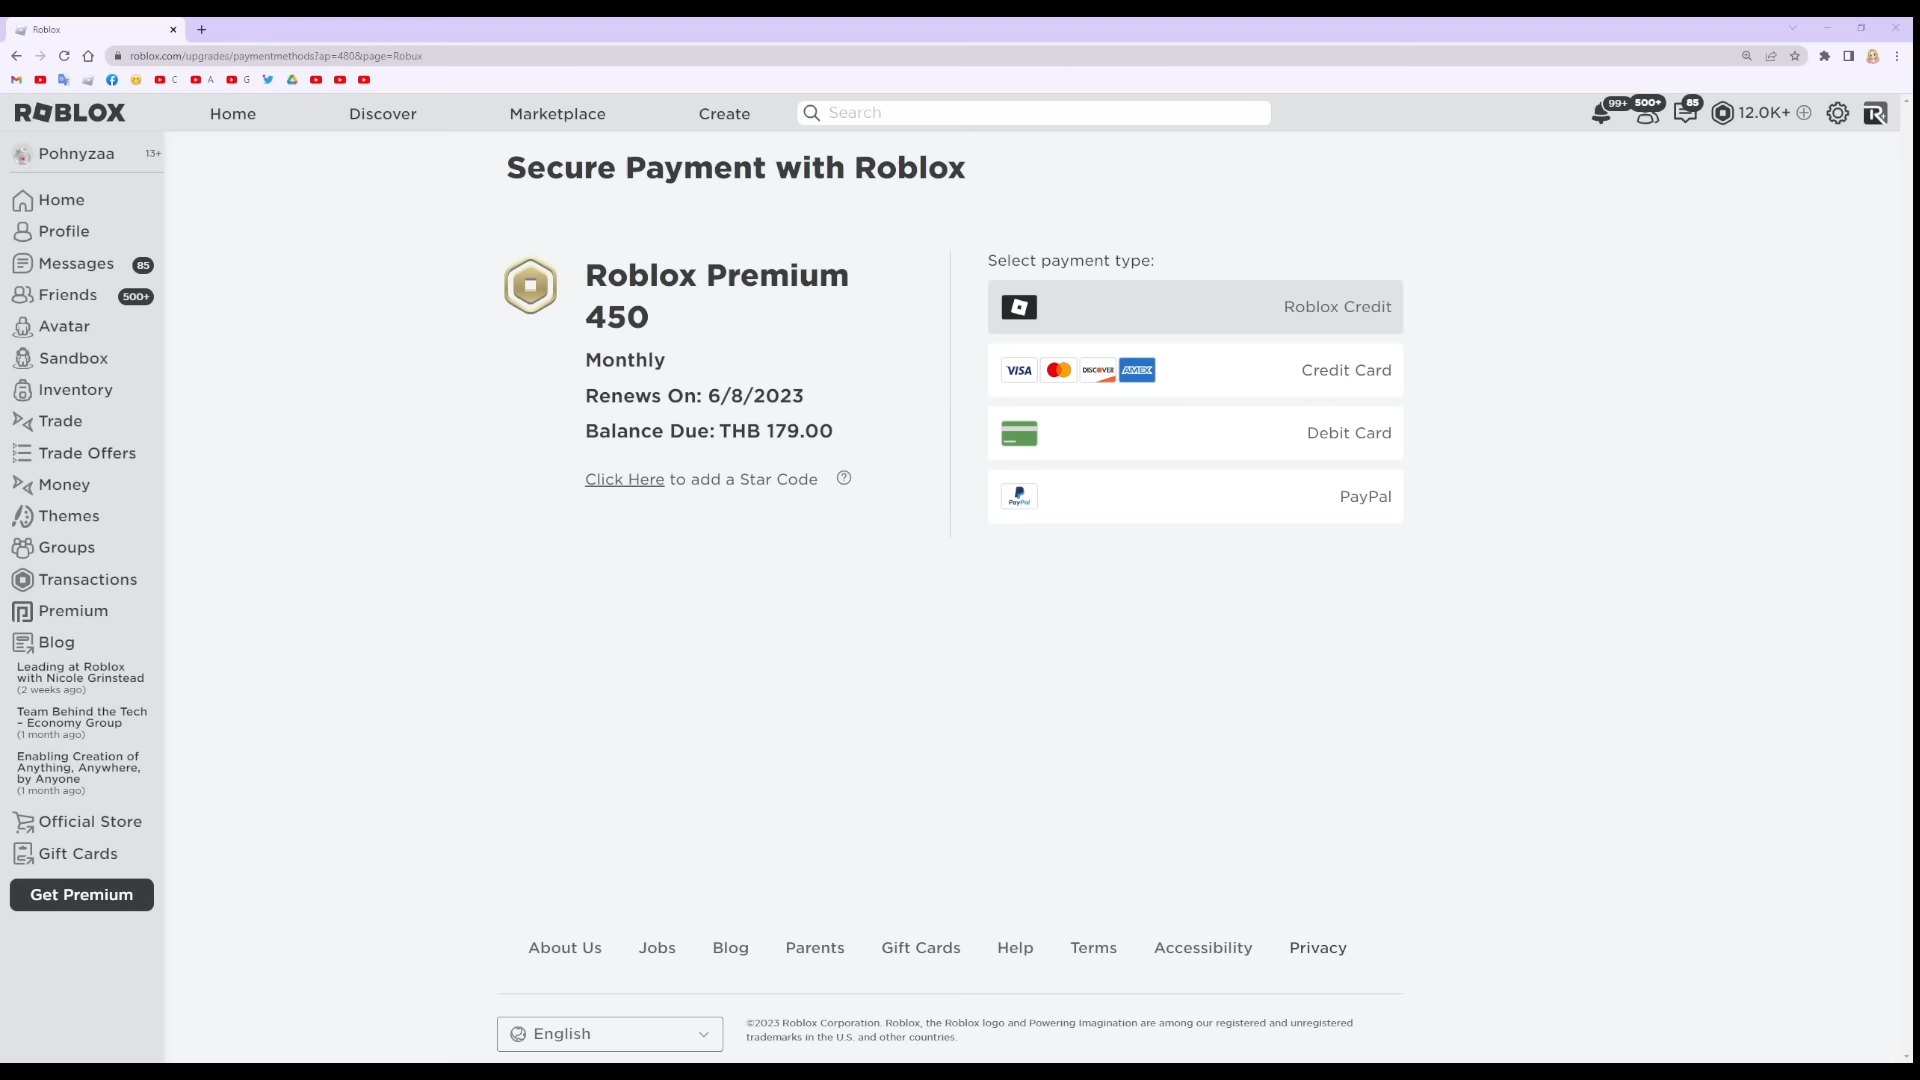 Roblox
roblox.com/upgrades/paymentmethods?ap=480&page=Robux
C
A
G
ROBLOX
Home
Discover
Marketplace
Create
Search
99+
500+
85
12.0K+
Pohnyzaa
13+
Home
Profile
Messages
85
Friends
500+
Avatar
Sandbox
Inventory
Trade
Trade Offers
Money
Themes
Groups
Transactions
Premium
Blog
Leading at Roblox
with Nicole Grinstead
(2 weeks ago)
Team Behind the Tech
– Economy Group
(1 month ago)
Enabling Creation of
Anything, Anywhere,
by Anyone
(1 month ago)
Official Store
Gift Cards
Get Premium
Secure Payment with Roblox
Roblox Premium
450
Monthly
Renews On: 6/8/2023
Balance Due: THB 179.00
Click Here to add a Star Code
Select payment type:
Roblox Credit
VISA
DISCOVER
AMEX
Credit Card
Debit Card
PayPal
PayPal
About Us
Jobs
Blog
Parents
Gift Cards
Help
Terms
Accessibility
Privacy
English
©2023 Roblox Corporation. Roblox, the Roblox logo and Powering Imagination are among our registered and unregistered
trademarks in the U.S. and other countries.